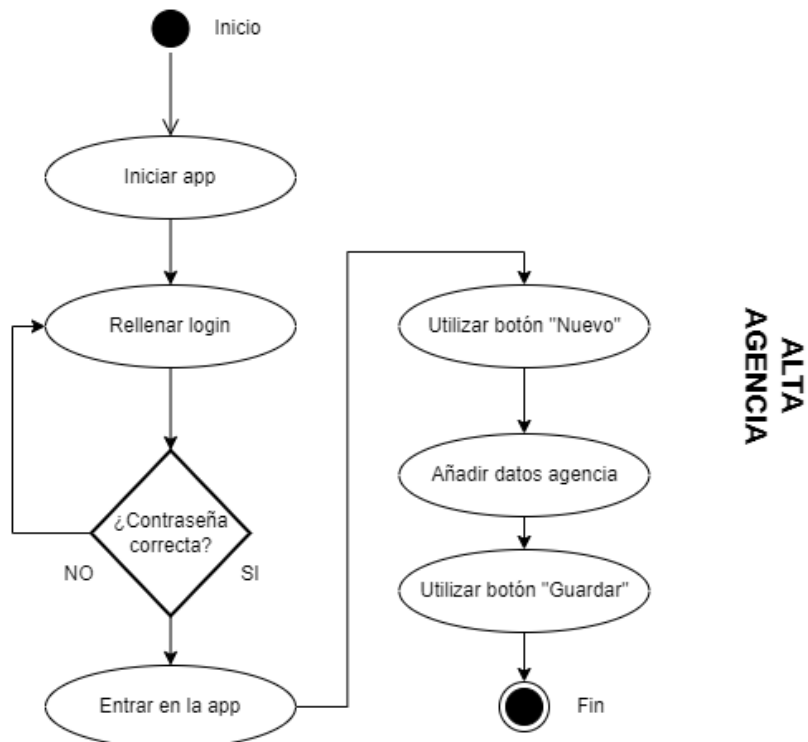 Inicio
Iniciar app
Rellenar login
¿Contraseña
correcta?
NO
SI
Entrar en la app
Utilizar botón "Nuevo"
Añadir datos agencia
Utilizar botón "Guardar"
Fin
ALTA
AGENCIA